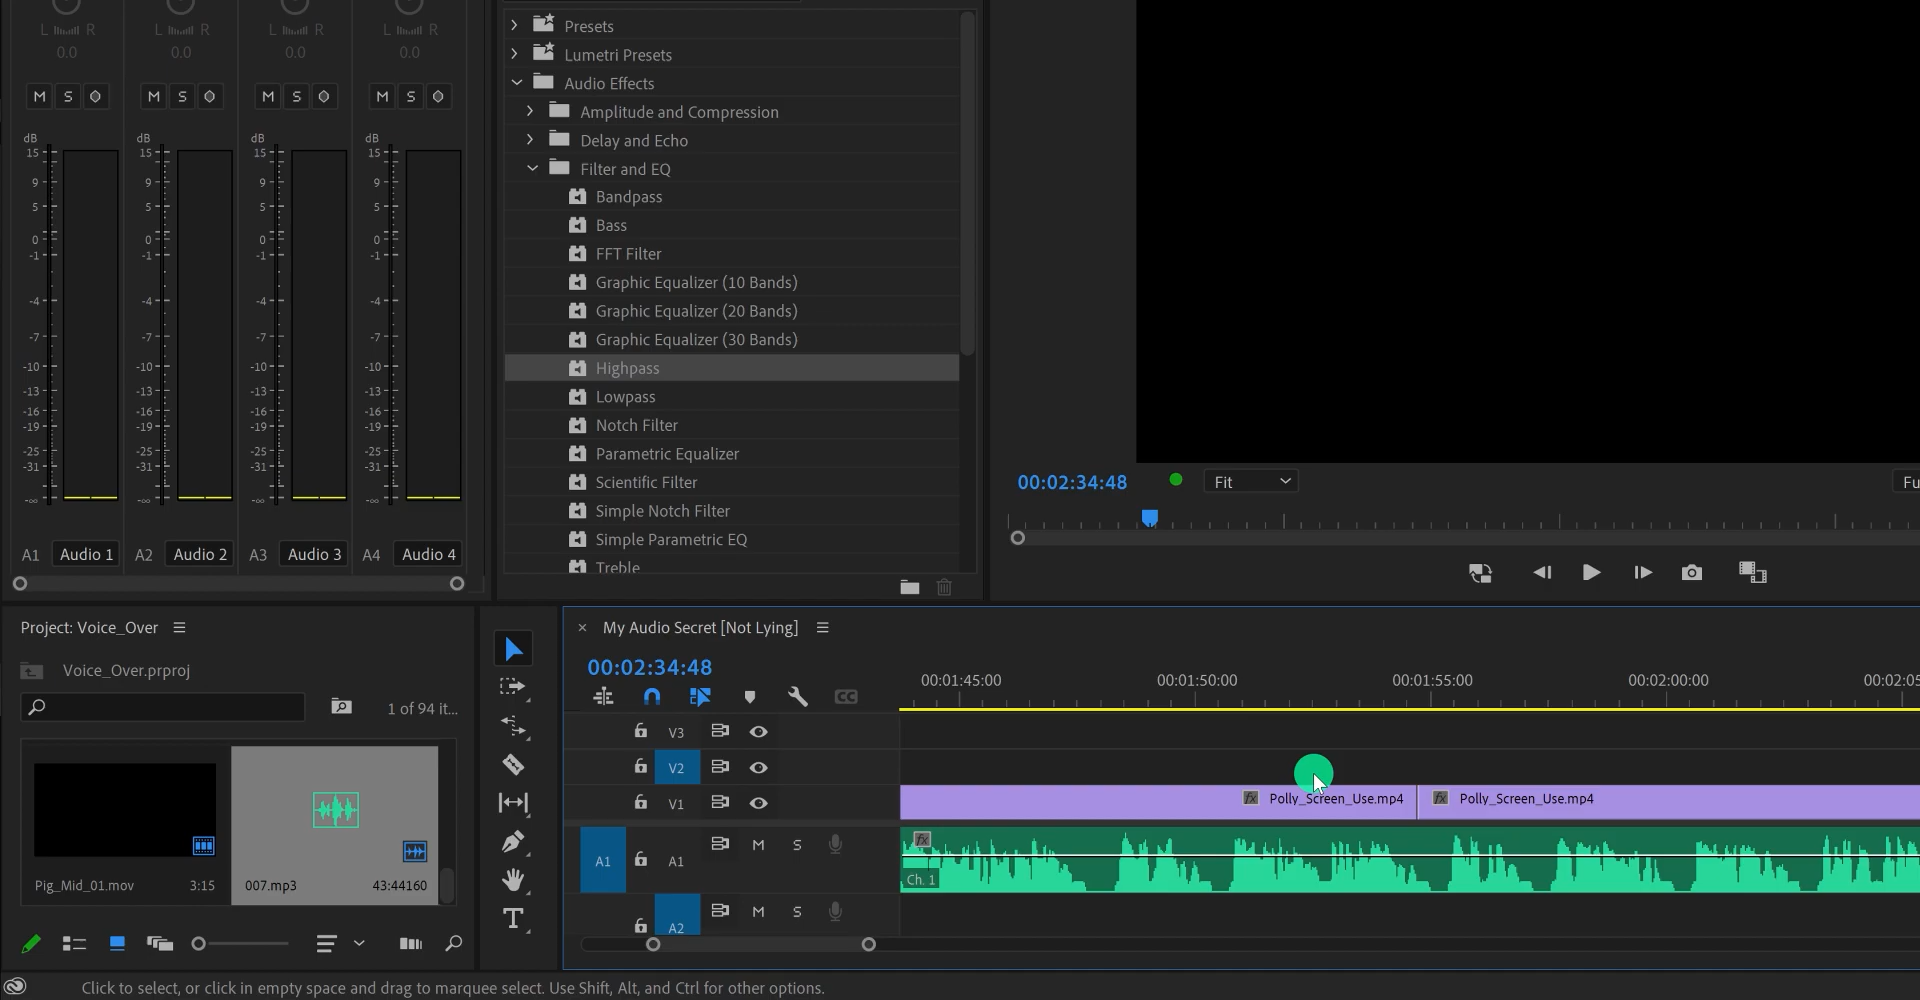 L R L R L R L R
0.0 0.0 0.0 0.0
M S M S M S M S
dB dB dB dB
15 15 15 15
9 9 9 9
5 5 5 5
0 0 0 0
-1 -1 -1 -1
-4 -4 -4 -4
-7 -7 -7 -7
-10 -10 -10 -10
-13 -13 -13 -13
-16 -16 -16 -16
-19 -19 -19 -19
-25 -25 -25 -25
-31 -31 -31 -31
-∞ -∞ -∞ -∞
A1 Audio 1 A2 Audio 2 A3 Audio 3 A4 Audio 4
Presets
Lumetri Presets
Audio Effects
Amplitude and Compression
Delay and Echo
Filter and EQ
Bandpass
Bass
FFT Filter
Graphic Equalizer (10 Bands)
Graphic Equalizer (20 Bands)
Graphic Equalizer (30 Bands)
Highpass
Lowpass
Notch Filter
Parametric Equalizer
Scientific Filter
Simple Notch Filter
Simple Parametric EQ
Treble
00:02:34:48 Fit Fu
Project: Voice_Over
Voice_Over.prproj
1 of 94 it...
Pig_Mid_01.mov 3:15 007.mp3 43:44160
T
× My Audio Secret [Not Lying]
00:02:34:48
CC
00:01:45:00 00:01:50:00 00:01:55:00 00:02:00:00 00:02:05
V3
V2
V1 fx Polly_Screen_Use.mp4 fx Polly_Screen_Use.mp4
A1 A1 M S fx
Ch. 1
A2 M S
Click to select, or click in empty space and drag to marquee select. Use Shift, Alt, and Ctrl for other options.